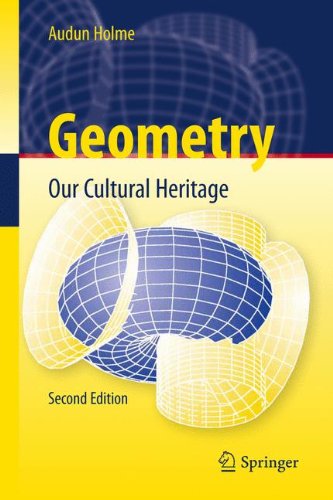 Audun Holme
Geometry
Our Cultural Heritage
Second Edition
Springer